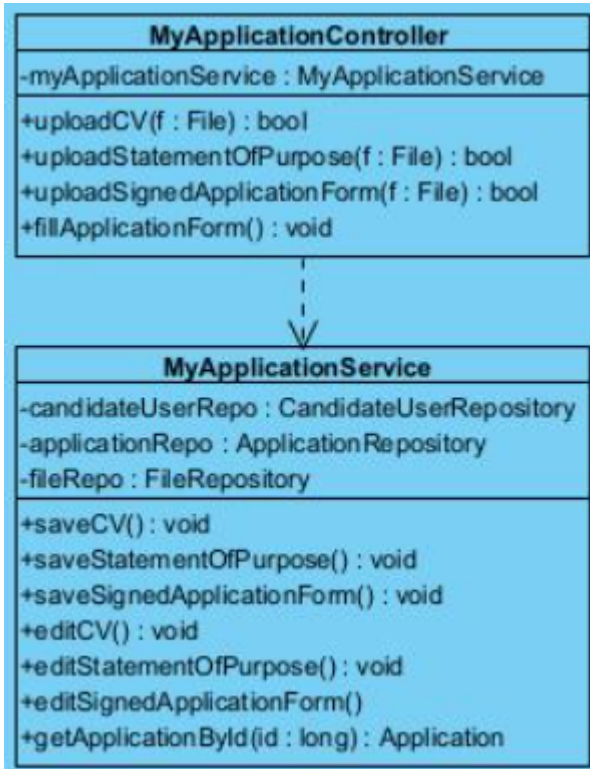 MyApplicationController
-myApplicationService : MyApplicationService
+uploadCV(f : File) : bool
+uploadStatementOfPurpose(f : File) : bool
+uploadSignedApplicationForm(f : File) : bool
+fillApplicationForm() : void
MyApplicationService
-candidateUserRepo : CandidateUserRepository
-applicationRepo : ApplicationRepository
-fileRepo : FileRepository
+saveCV() : void
+saveStatementOfPurpose() : void
+saveSignedApplicationForm() : void
+editCV() : void
+editStatementOfPurpose() : void
+editSignedApplicationForm()
+getApplicationById(id : long) : Application